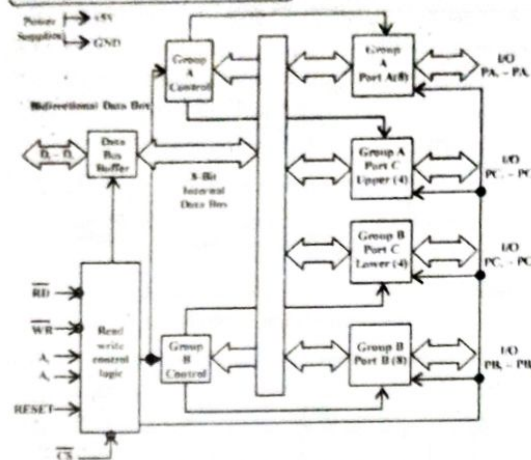 Power
Supplies
+5V
GND
Group
A
Control
Group
A
Port A(8)
I/O
Bidirectional Data Box
Data
Bus
Buffer
8-Bit
Internal
Data Bus
Group A
Port C
Upper (4)
I/O
Group B
Port C
Lower (4)
I/O
RD
WR
RESET
CS
Read
write
control
logic
Group
B
Control
Group B
Port B (8)
I/O